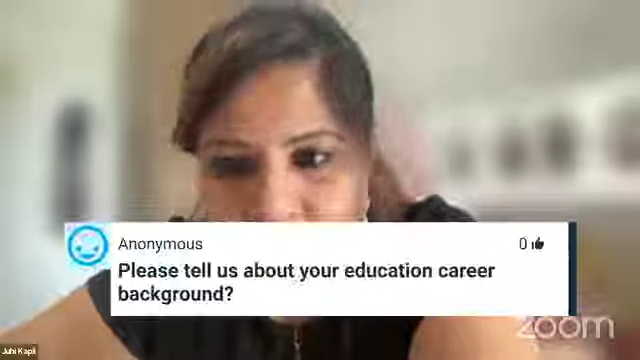 Anonymous
0
Please tell us about your education career
background?
zoom
Juhi Kapil